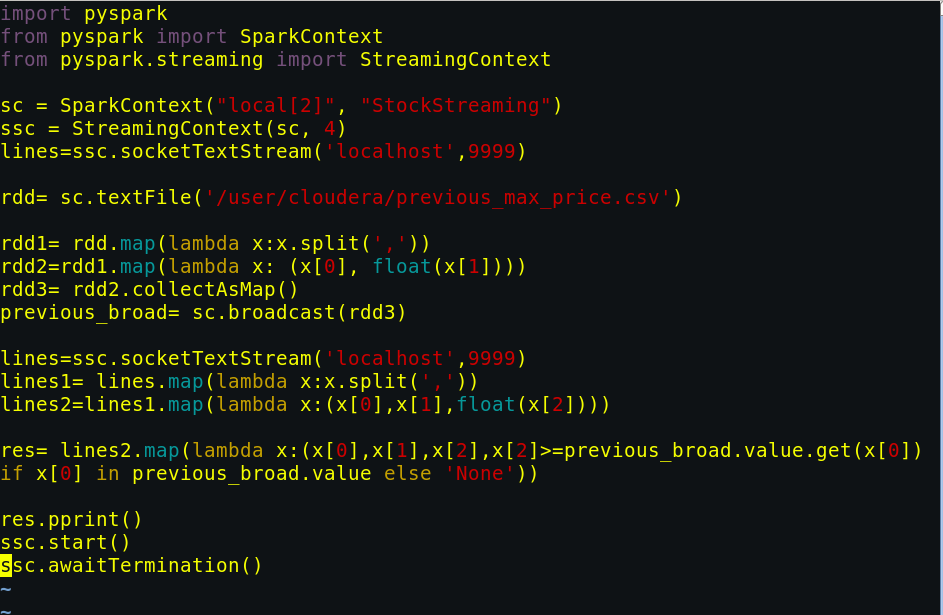 import pyspark
from pyspark import SparkContext
from pyspark.streaming import StreamingContext
sc = SparkContext("local[2]", "StockStreaming")
ssc = StreamingContext(sc, 4)
lines=ssc.socketTextStream('localhost',9999)
rdd= sc.textFile('/user/cloudera/previous_max_price.csv')
rdd1= rdd.map(lambda x:x.split(','))
rdd2=rdd1.map(lambda x: (x[0], float(x[1])))
rdd3= rdd2.collectAsMap()
previous_broad= sc.broadcast(rdd3)
lines=ssc.socketTextStream('localhost',9999)
lines1= lines.map(lambda x:x.split(','))
lines2=lines1.map(lambda x:(x[0],x[1],float(x[2])))
res= lines2.map(lambda x:(x[0],x[1],x[2],x[2]>=previous_broad.value.get(x[0])
if x[0] in previous_broad.value else 'None'))
res.pprint()
ssc.start()
ssc.awaitTermination()
~
~